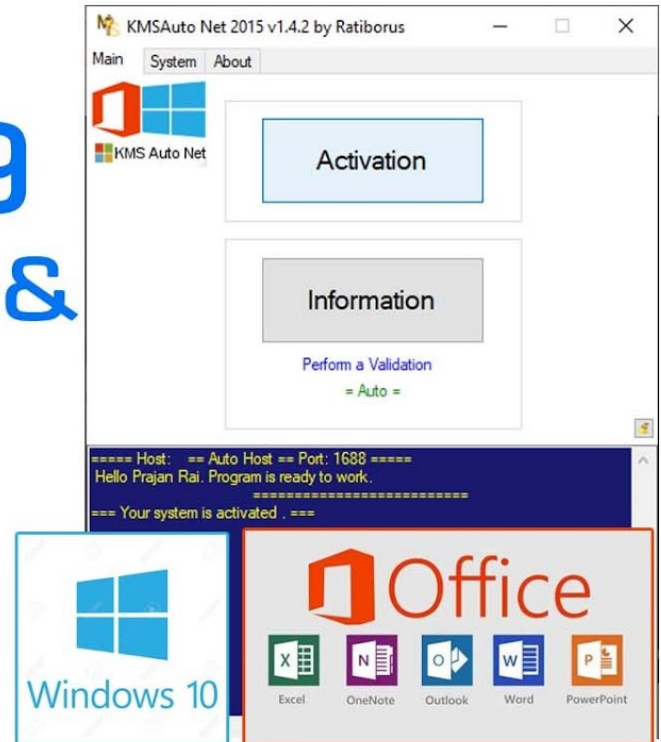 KMSAuto Net 2015 v1.4.2 by Ratiborus
Main System About
KMS Auto Net
Activation
g
&
Information
Perform a Validation
= Auto =
===== Host: == Auto Host == Port: 1688 =====
Hello Prajan Rai. Program is ready to work.
==========================
=== Your system is activated . ===
Windows 10
Office
Excel OneNote Outlook Word PowerPoint